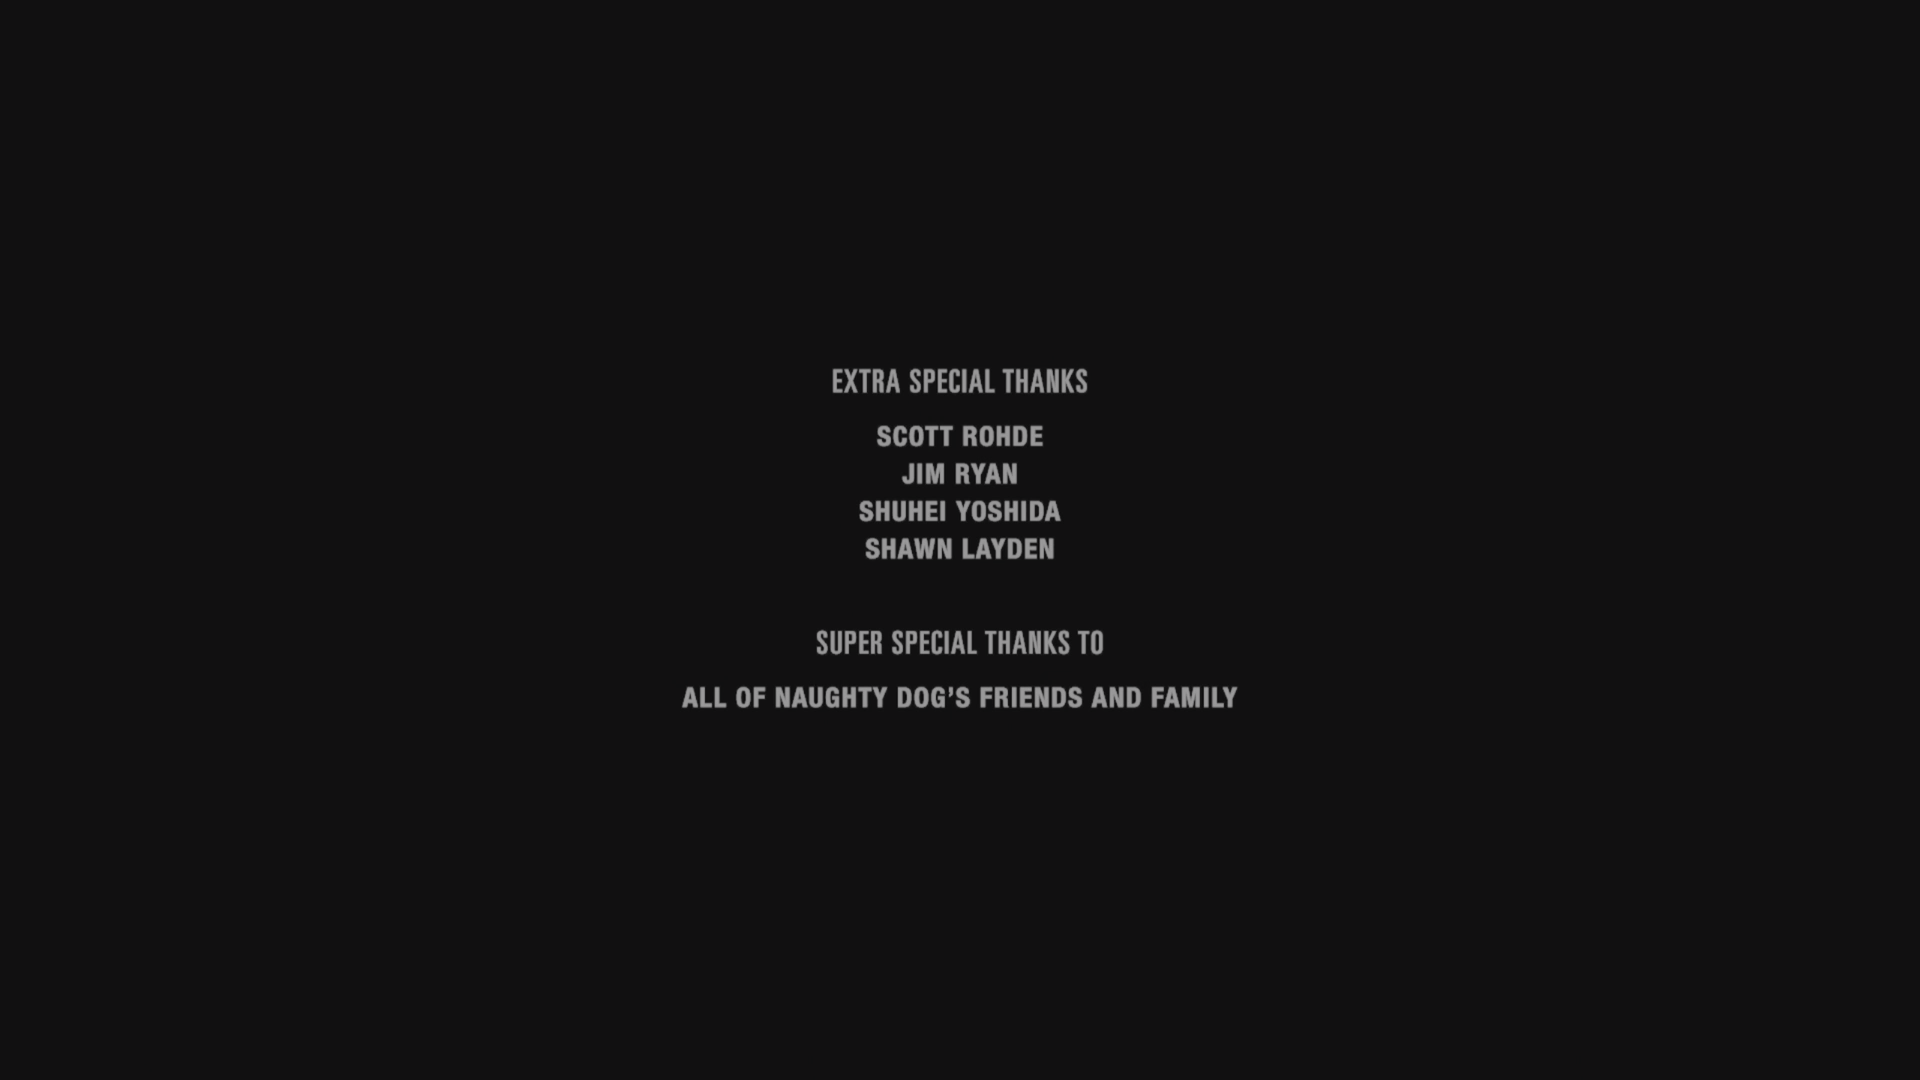 EXTRA SPECIAL THANKS
SCOTT ROHDE
JIM RYAN
SHUHEI YOSHIDA
SHAWN LAYDEN
SUPER SPECIAL THANKS TO
ALL OF NAUGHTY DOG’S FRIENDS AND FAMILY